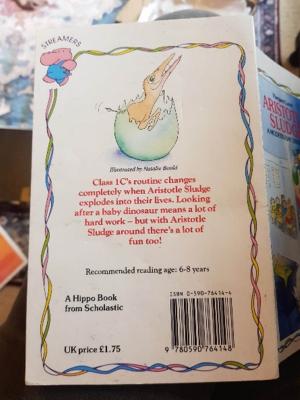 STREAMERS
Illustrated by Natalie Bould
Class 1C's routine changes
completely when Aristotle Sludge
explodes into their lives. Looking
after a baby dinosaur means a lot of
hard work – but with Aristotle
Sludge around there's a lot of
fun too!
Recommended reading age: 6-8 years
A Hippo Book
from Scholastic
UK price £1.75
ISBN 0-590-76414-4
9 780590 764148
ARISTOTLE
SLUDGE